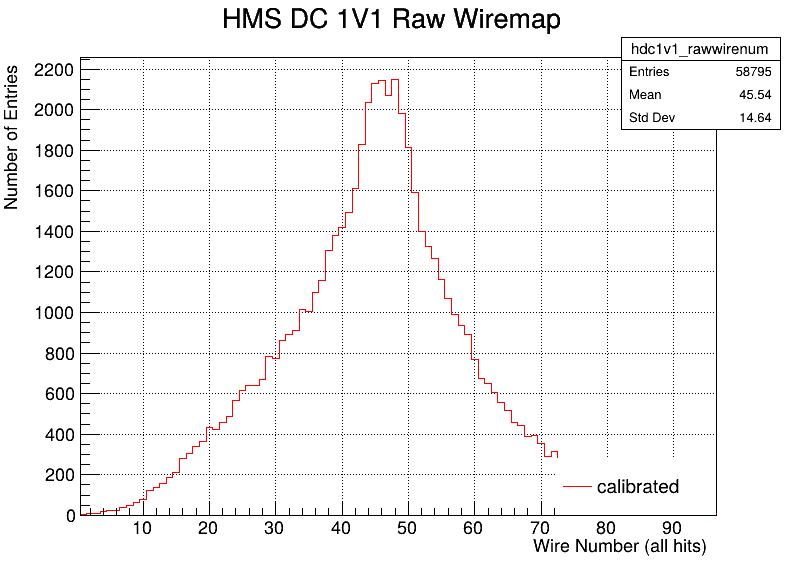 HMS DC 1V1 Raw Wiremap
hdc1v1_rawwirenum
Entries 58795
Mean 45.54
Std Dev 14.64
Number of Entries
2200
2000
1800
1600
1400
1200
1000
800
600
400
200
0
10 20 30 40 50 60 70 80 90
Wire Number (all hits)
calibrated